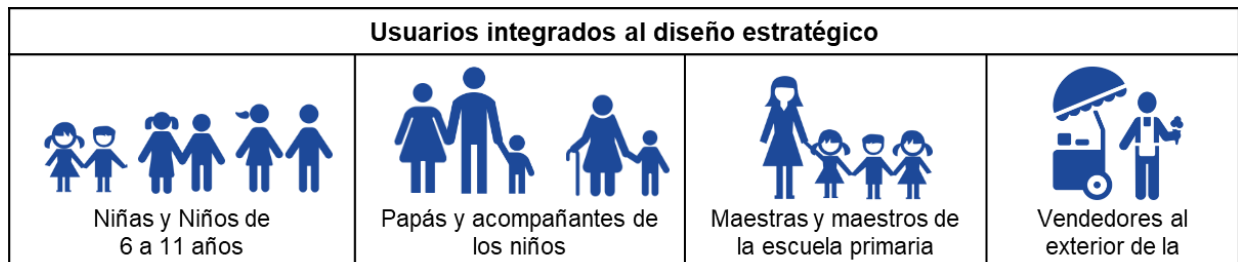 Usuarios integrados al diseño estratégico
Niñas y Niños de
6 a 11 años
Papás y acompañantes de
los niños
Maestras y maestros de
la escuela primaria
Vendedores al
exterior de la